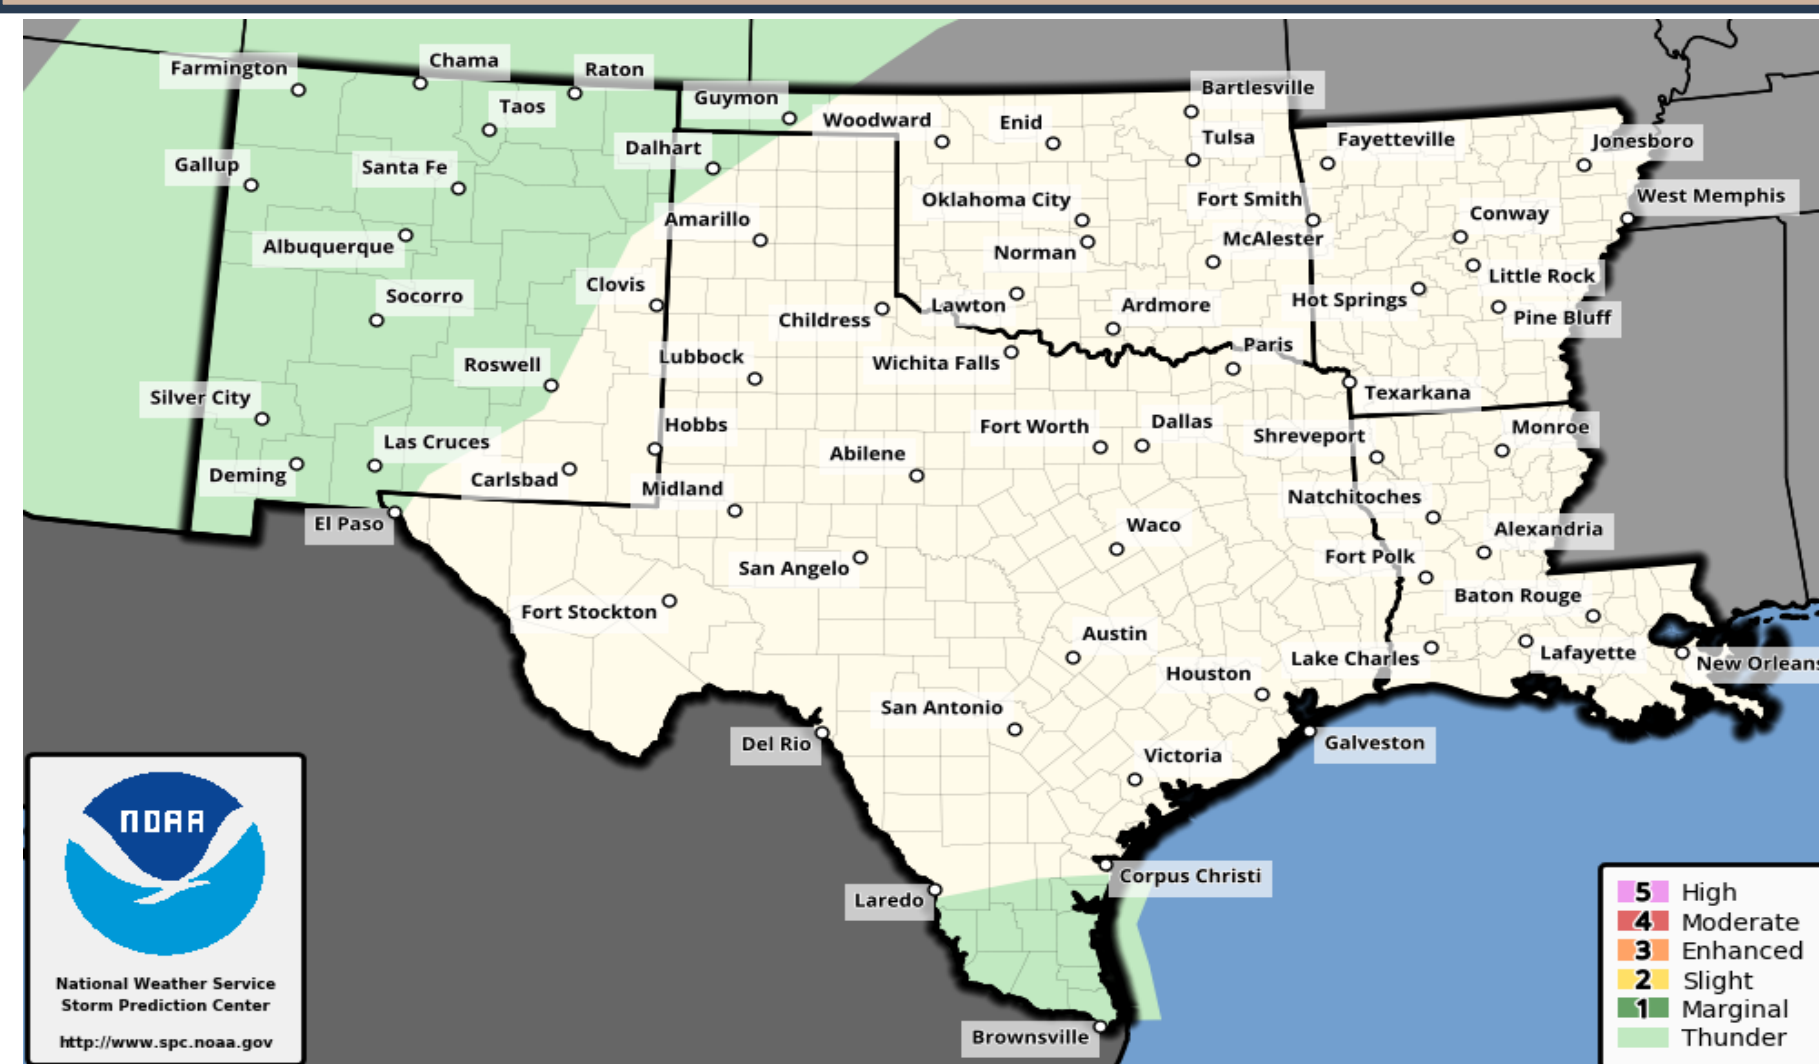 Farmington
Chama
Raton
Taos
Guymon
Woodward
Enid
Bartlesville
Tulsa
Fayetteville
Jonesboro
Gallup
Santa Fe
Dalhart
Oklahoma City
Fort Smith
Conway
West Memphis
Albuquerque
Amarillo
Norman
McAlester
Little Rock
Socorro
Clovis
Childress
Lawton
Ardmore
Hot Springs
Pine Bluff
Roswell
Lubbock
Wichita Falls
Paris
Texarkana
Silver City
Las Cruces
Hobbs
Abilene
Fort Worth
Dallas
Shreveport
Monroe
Deming
Carlsbad
Midland
Natchitoches
El Paso
San Angelo
Waco
Fort Polk
Alexandria
Fort Stockton
Austin
Baton Rouge
Houston
Lake Charles
Lafayette
New Orleans
Del Rio
San Antonio
Victoria
Galveston
Laredo
Corpus Christi
Brownsville
NOAA
National Weather Service
Storm Prediction Center
http://www.spc.noaa.gov
5 High
4 Moderate
3 Enhanced
2 Slight
1 Marginal
Thunder